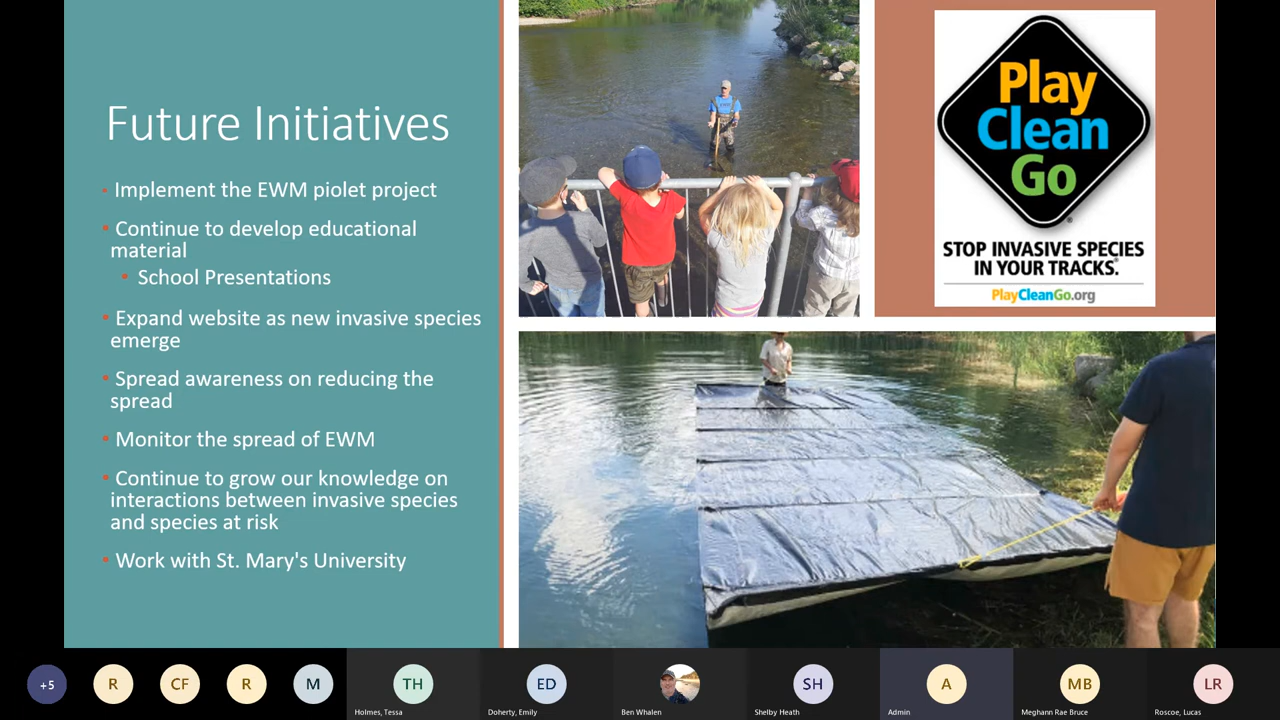 Future Initiatives
Implement the EWM piolet project
Continue to develop educational
material
School Presentations
Expand website as new invasive species
emerge
Spread awareness on reducing the
spread
Monitor the spread of EWM
Continue to grow our knowledge on
interactions between invasive species
and species at risk
Work with St. Mary's University
Play
Clean
Go®
STOP INVASIVE SPECIES
IN YOUR TRACKS.
PlayCleanGo.org
+5
R
CF
R
M
TH
Holmes, Tessa
ED
Doherty, Emily
Ben Whalen
SH
Shelby Heath
A
Admin
MB
Meghann Rae Bruce
LR
Roscoe, Lucas